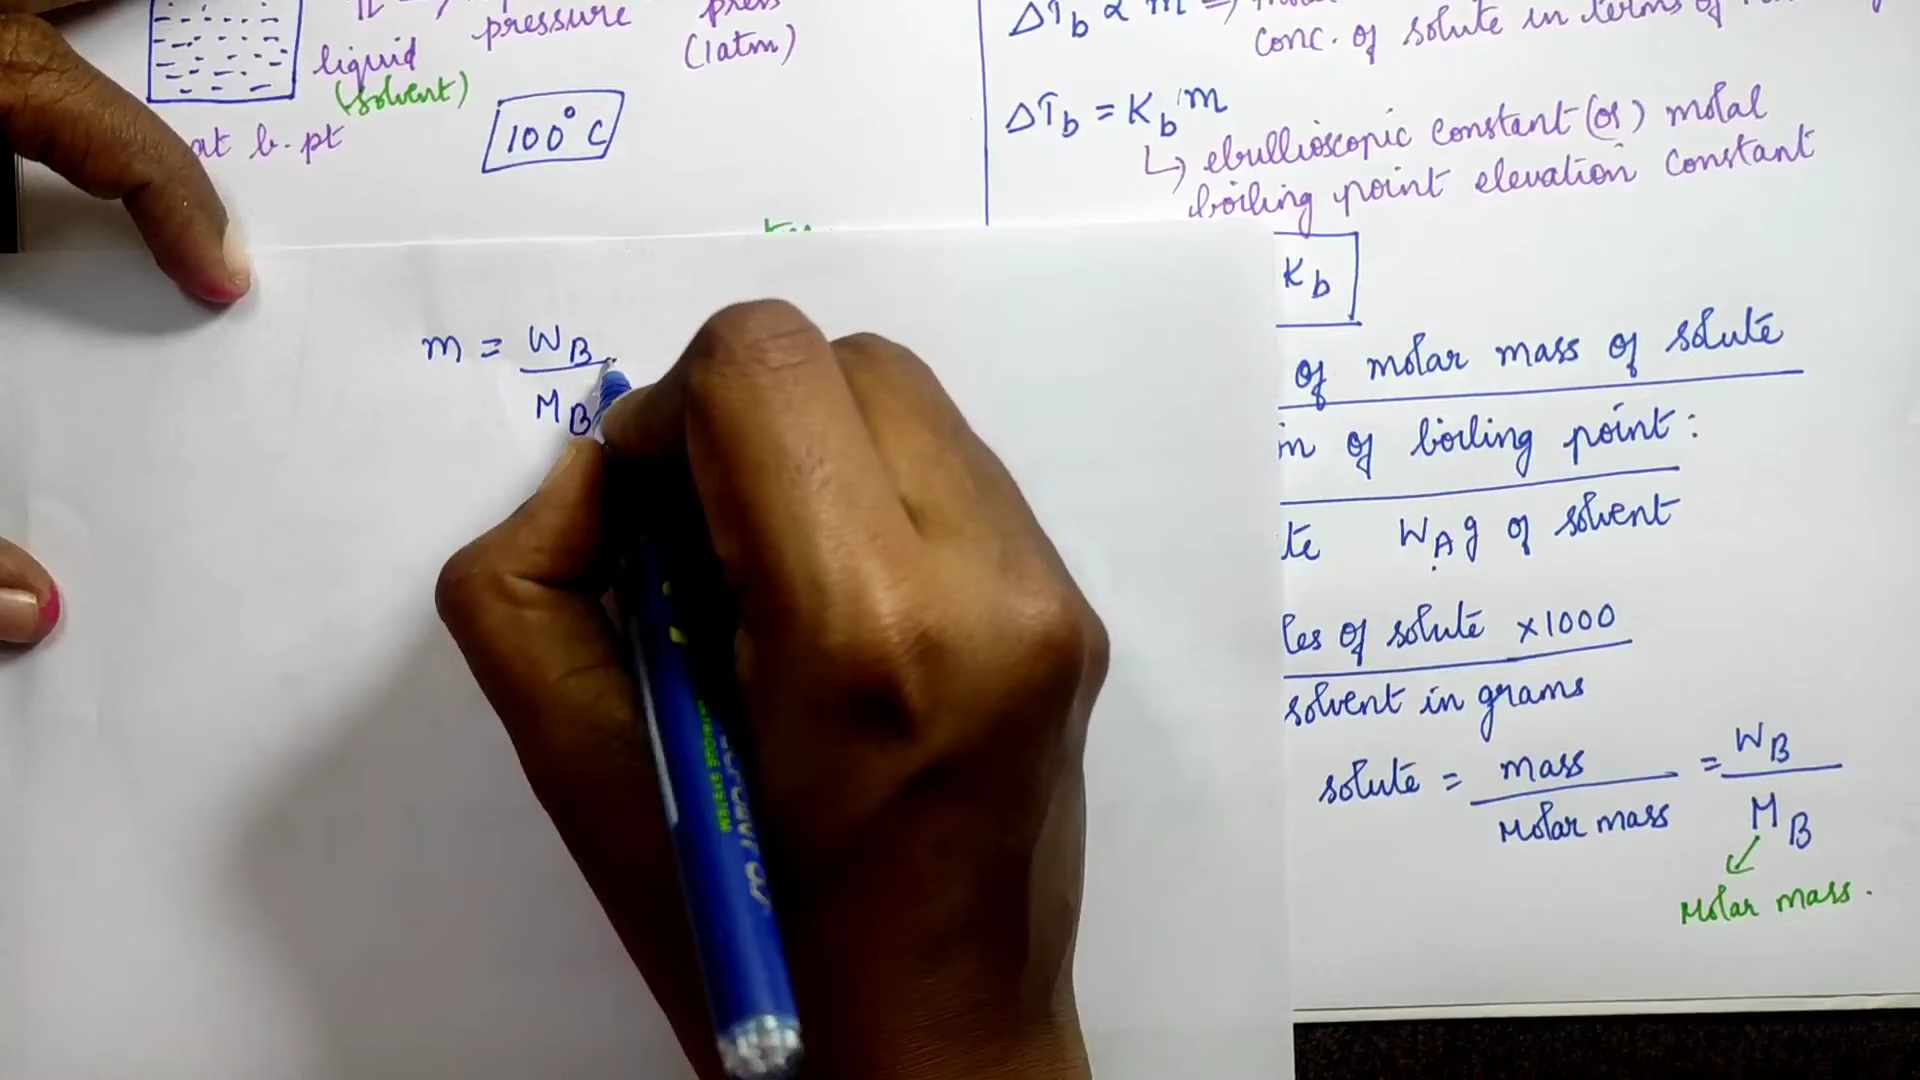 pressure
liquid
(1atm)
(solvent)
100°C
at b.pt
ΔTb ∝ m ⇒
conc. of solute in terms of
ΔTb = Kb m
↳ ebullioscopic constant (or) molal
boiling point elevation constant
Kb
of molar mass of solute
of boiling point:
te WA g of solvent
les of solute ×1000
solvent in grams
solute = mass / Molar mass = WB / MB
Molar mass.
m = WB / MB